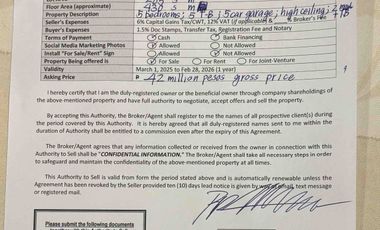 Floor Area (approximate) 450 s m
Property Description 5 bedrooms; 5 T&B; 5 car garage; high ceiling;
Seller's Expense 6% Capital Gains Tax/CWT, 12% VAT (if applicable) & % Broker's Fee
Buyer's Expenses 1.5% Doc Stamps, Transfer Tax, Registration Fee and Notary
Terms of Payment Cash Bank Financing
Social Media Marketing Photos Allowed Not Allowed
Install "For Sale/Rent" Sign Allowed Not Allowed
Property Being offered is For Sale For Rent For Joint-Venture
Validity March 1, 2025 to Feb 28, 2026 (1 year)
Asking Price ₱ 42 million pesos gross price
I hereby certify that I am the duly-registered owner or the beneficial owner through company shareholdings of
the above-mentioned property and have full authority to negotiate, accept offers and sell the property.
By accepting this Authority, the Broker/Agent shall register to me the names of all prospective client(s) during
the period covered by this Authority. It is hereby agreed that all duly-registered names sent to me within the
duration of Authority shall be entitled to a commission even after the expiry of this Agreement.
The Broker/Agent agrees that any information collected or received from the owner in connection with this
Authority to Sell shall be "CONFIDENTIAL INFORMATION." The Broker/Agent shall take all necessary steps in order
to safeguard and maintain the confidentiality of the above-mentioned property at all times.
This Authority to Sell is valid from the period stated above and is automatically renewable unless this
Agreement has been revoked by the Seller provided ten (10) days lead notice is given by email, text message
or registered mail.
Please submit the following documents